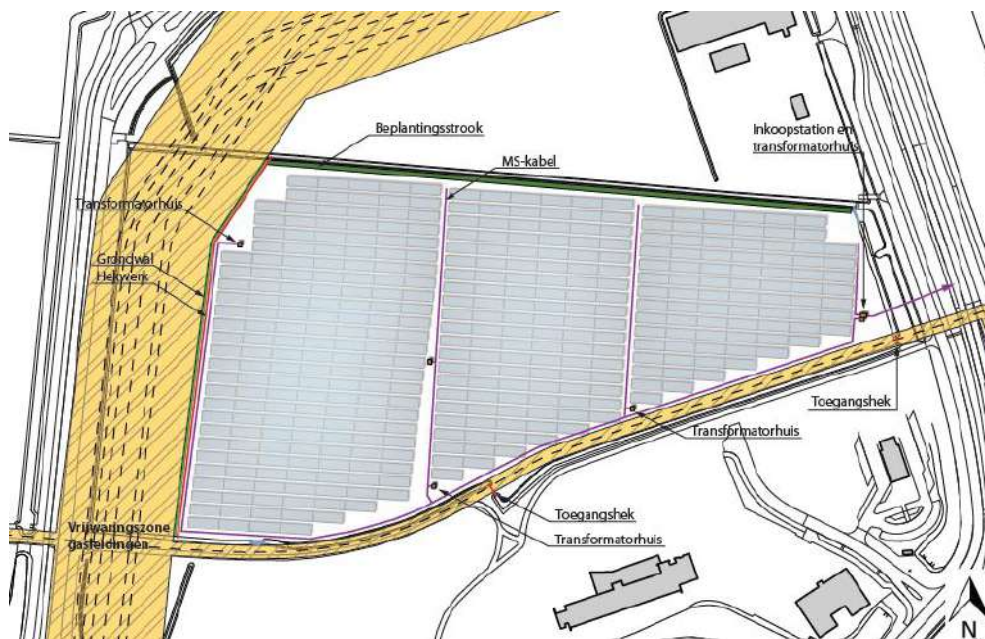 Beplantingsstrook
Inkoopstation en
transformatorhuis
MS-kabel
Transformatorhuis
Grondwal
Hekwerk
Toegangshek
Transformatorhuis
Toegangshek
Transformatorhuis
Vrijwaringszone
gasleidingen
N